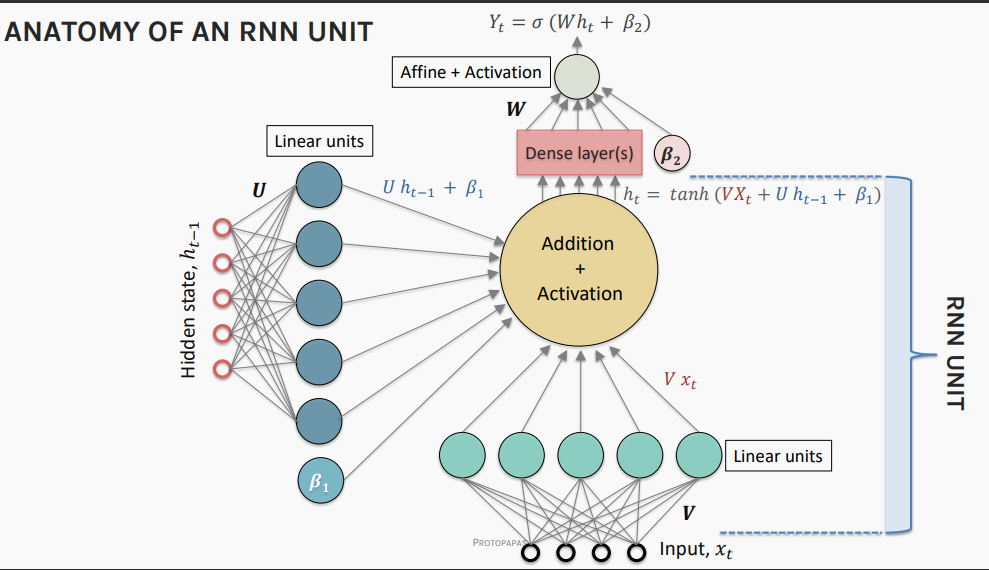 ANATOMY OF AN RNN UNIT
Yₜ = σ (Whₜ + β₂)
Affine + Activation
W
Dense layer(s)
β₂
Linear units
U
U hₜ₋₁ + β₁
hₜ = tanh (VXₜ + U hₜ₋₁ + β₁)
Hidden state, hₜ₋₁
Addition
+
Activation
RNN UNIT
V xₜ
β₁
Linear units
V
PROTOPAPAS
Input, xₜ